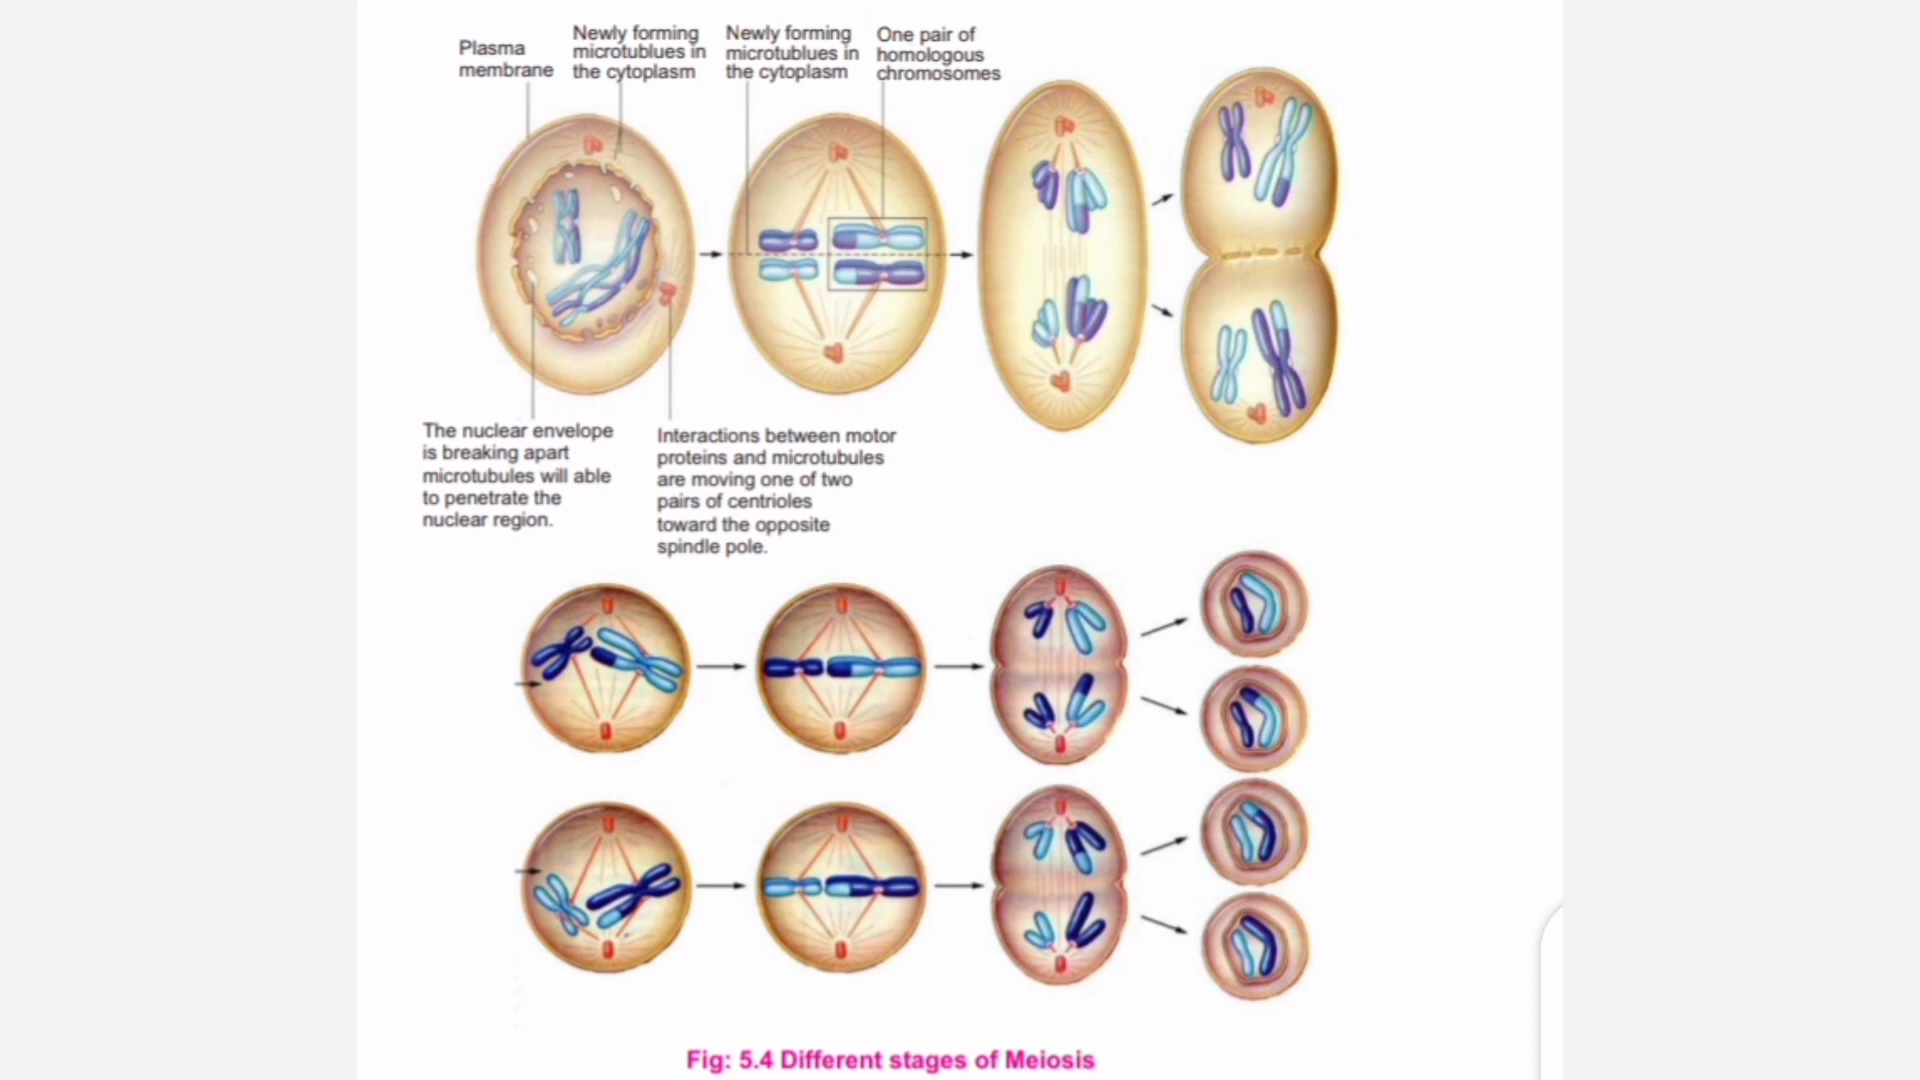 Plasma
membrane
Newly forming
microtublues in
the cytoplasm
Newly forming
microtublues in
the cytoplasm
One pair of
homologous
chromosomes
The nuclear envelope
is breaking apart
microtubules will able
to penetrate the
nuclear region.
Interactions between motor
proteins and microtubules
are moving one of two
pairs of centrioles
toward the opposite
spindle pole.
Fig: 5.4 Different stages of Meiosis